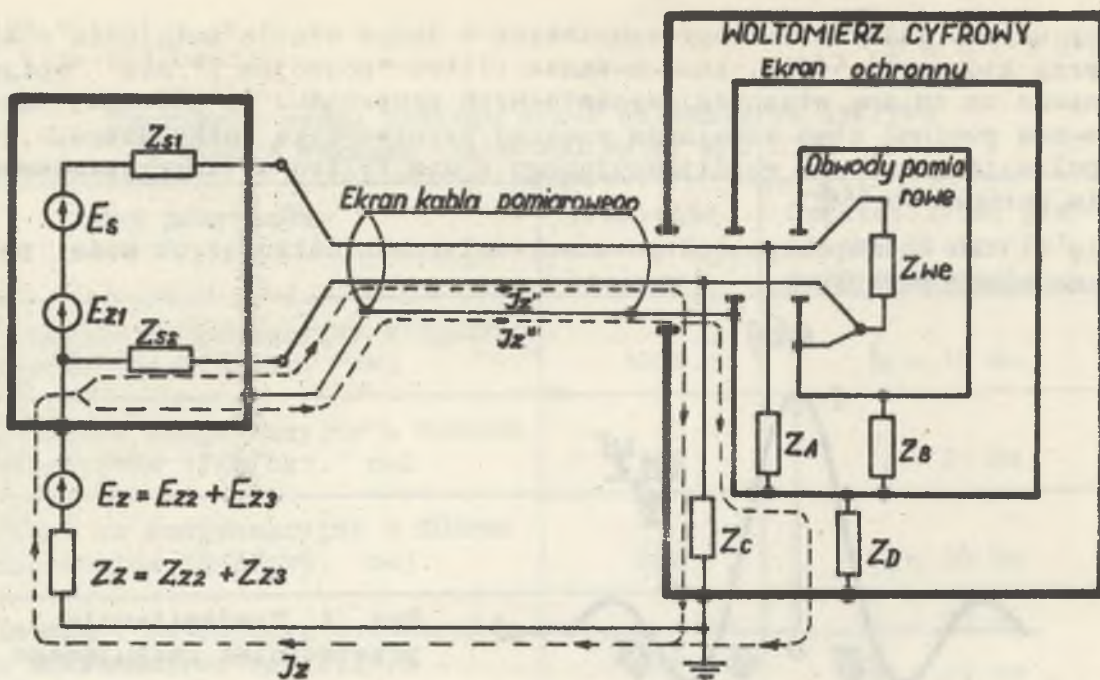 WOLTOMIERZ CYFROWY
Ekran ochronnu
Obwody pomia
rowe
Zs1
Es
Ez1
Zs2
Ekran kabla pomiarowego
Zwe
Jz"
Jz"'
ZA
ZB
Ez = Ez2 + Ez3
Zz = Zz2 + Zz3
Zc
ZD
Jz